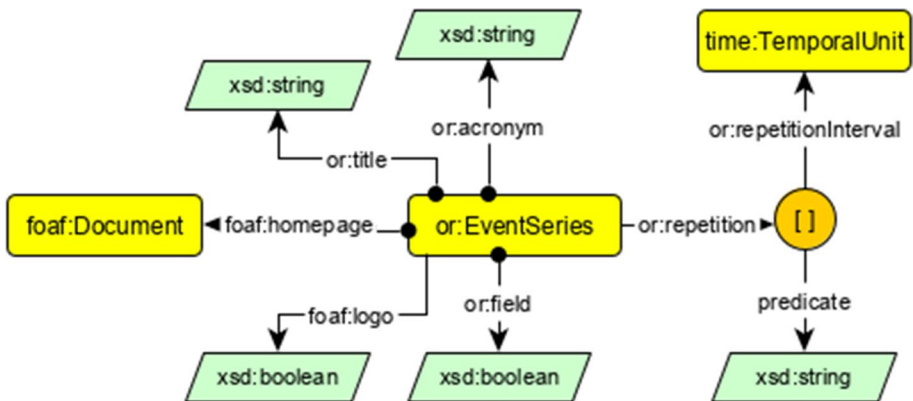 xsd:string
time:TemporalUnit
xsd:string
or:acronym
or:repetitionInterval
or:title
foaf:Document
foaf:homepage
or:EventSeries
or:repetition
[ ]
foaf:logo
or:field
predicate
xsd:boolean
xsd:boolean
xsd:string